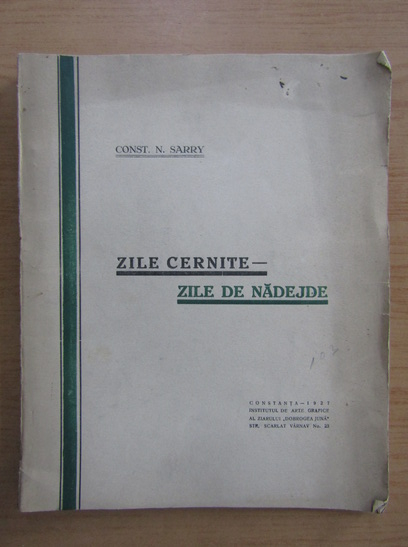 CONST. N. SARRY
ZILE CERNITE—
ZILE DE NĂDEJDE
CONSTANȚA—1937
INSTITUTUL DE ARTE GRAFICE
AL ZIARULUI „DOBROGEA JUNĂ"
STR. SCARLAT VÂRNAV No. 23